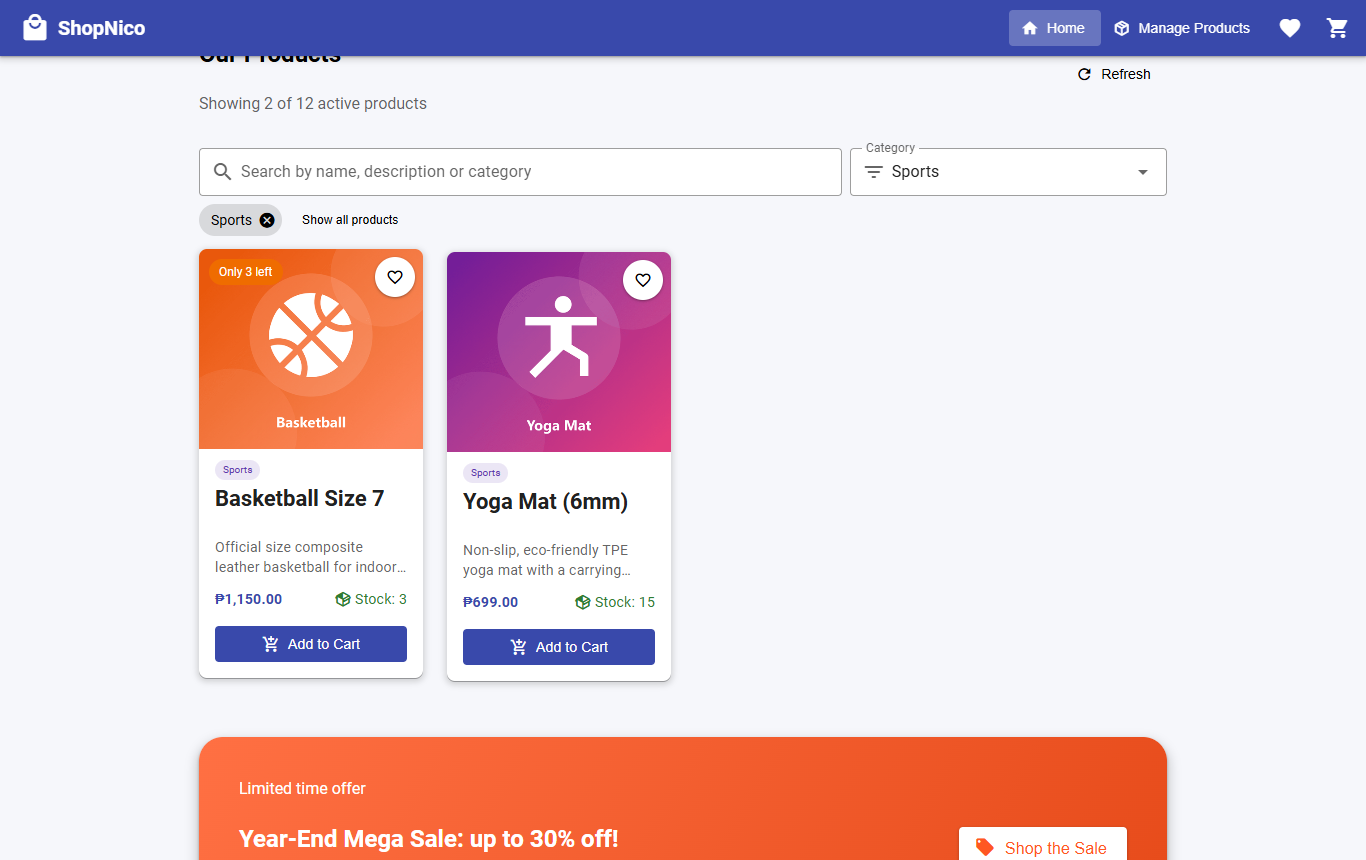 ShopNico
Home
Manage Products
Our Products
Refresh
Showing 2 of 12 active products
Search by name, description or category
Category
Sports
Sports
Show all products
Only 3 left
Basketball
Sports
Basketball Size 7
Official size composite
leather basketball for indoor…
₱1,150.00
Stock: 3
Add to Cart
Yoga Mat
Sports
Yoga Mat (6mm)
Non-slip, eco-friendly TPE
yoga mat with a carrying…
₱699.00
Stock: 15
Add to Cart
Limited time offer
Year-End Mega Sale: up to 30% off!
Shop the Sale